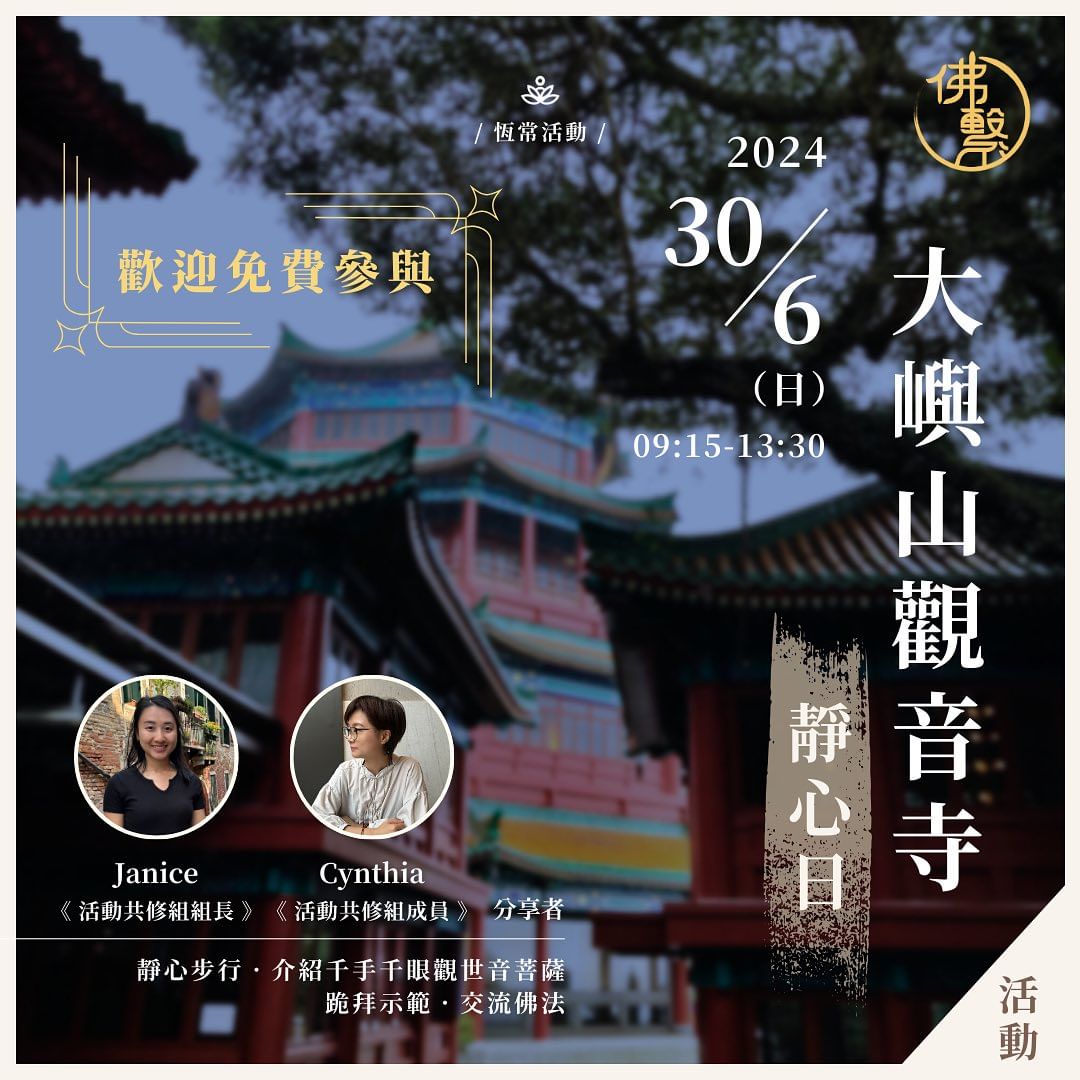 佛磬
/ 恆常活動 /
2024
30/6
（日）
09:15-13:30
歡迎免費參與
大嶼山觀音寺
靜心日
Janice
《 活動共修組組長 》
Cynthia
《 活動共修組成員 》
分享者
靜心步行·介紹千手千眼觀世音菩薩
跪拜示範·交流佛法
活動